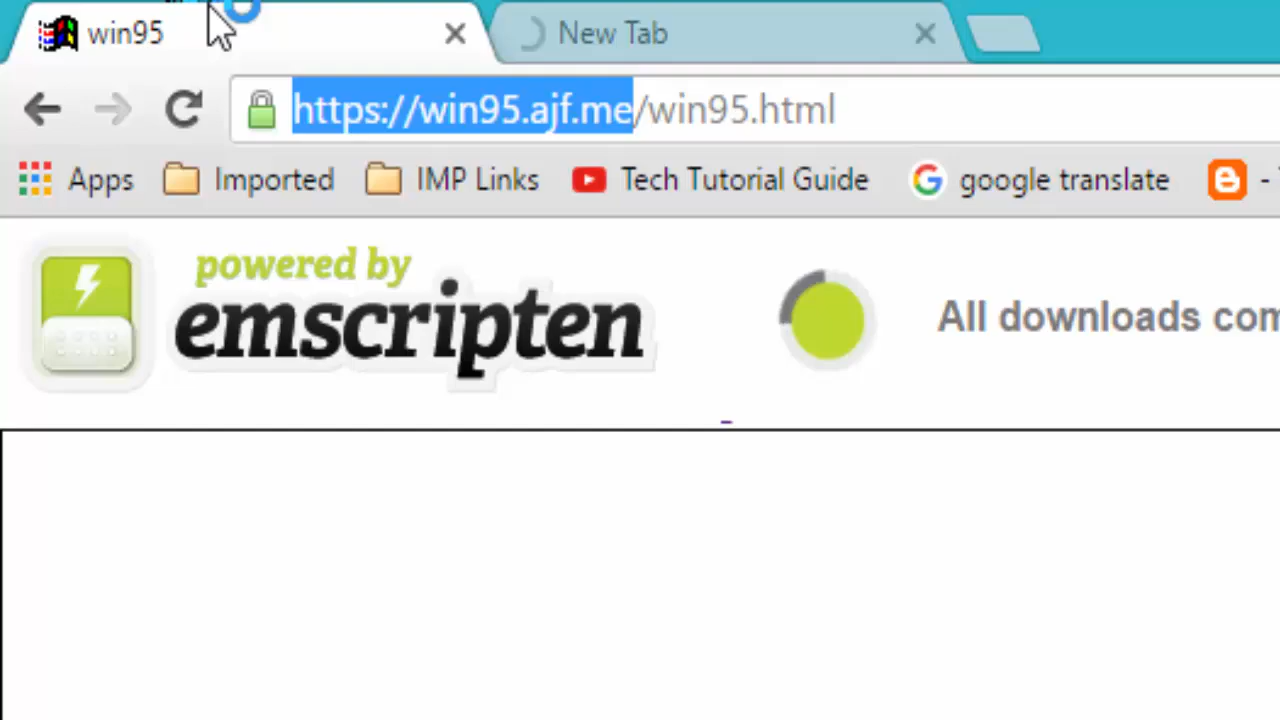 win95
New Tab
https://win95.ajf.me/win95.html
Apps Imported IMP Links Tech Tutorial Guide google translate -
powered by
emscripten
All downloads